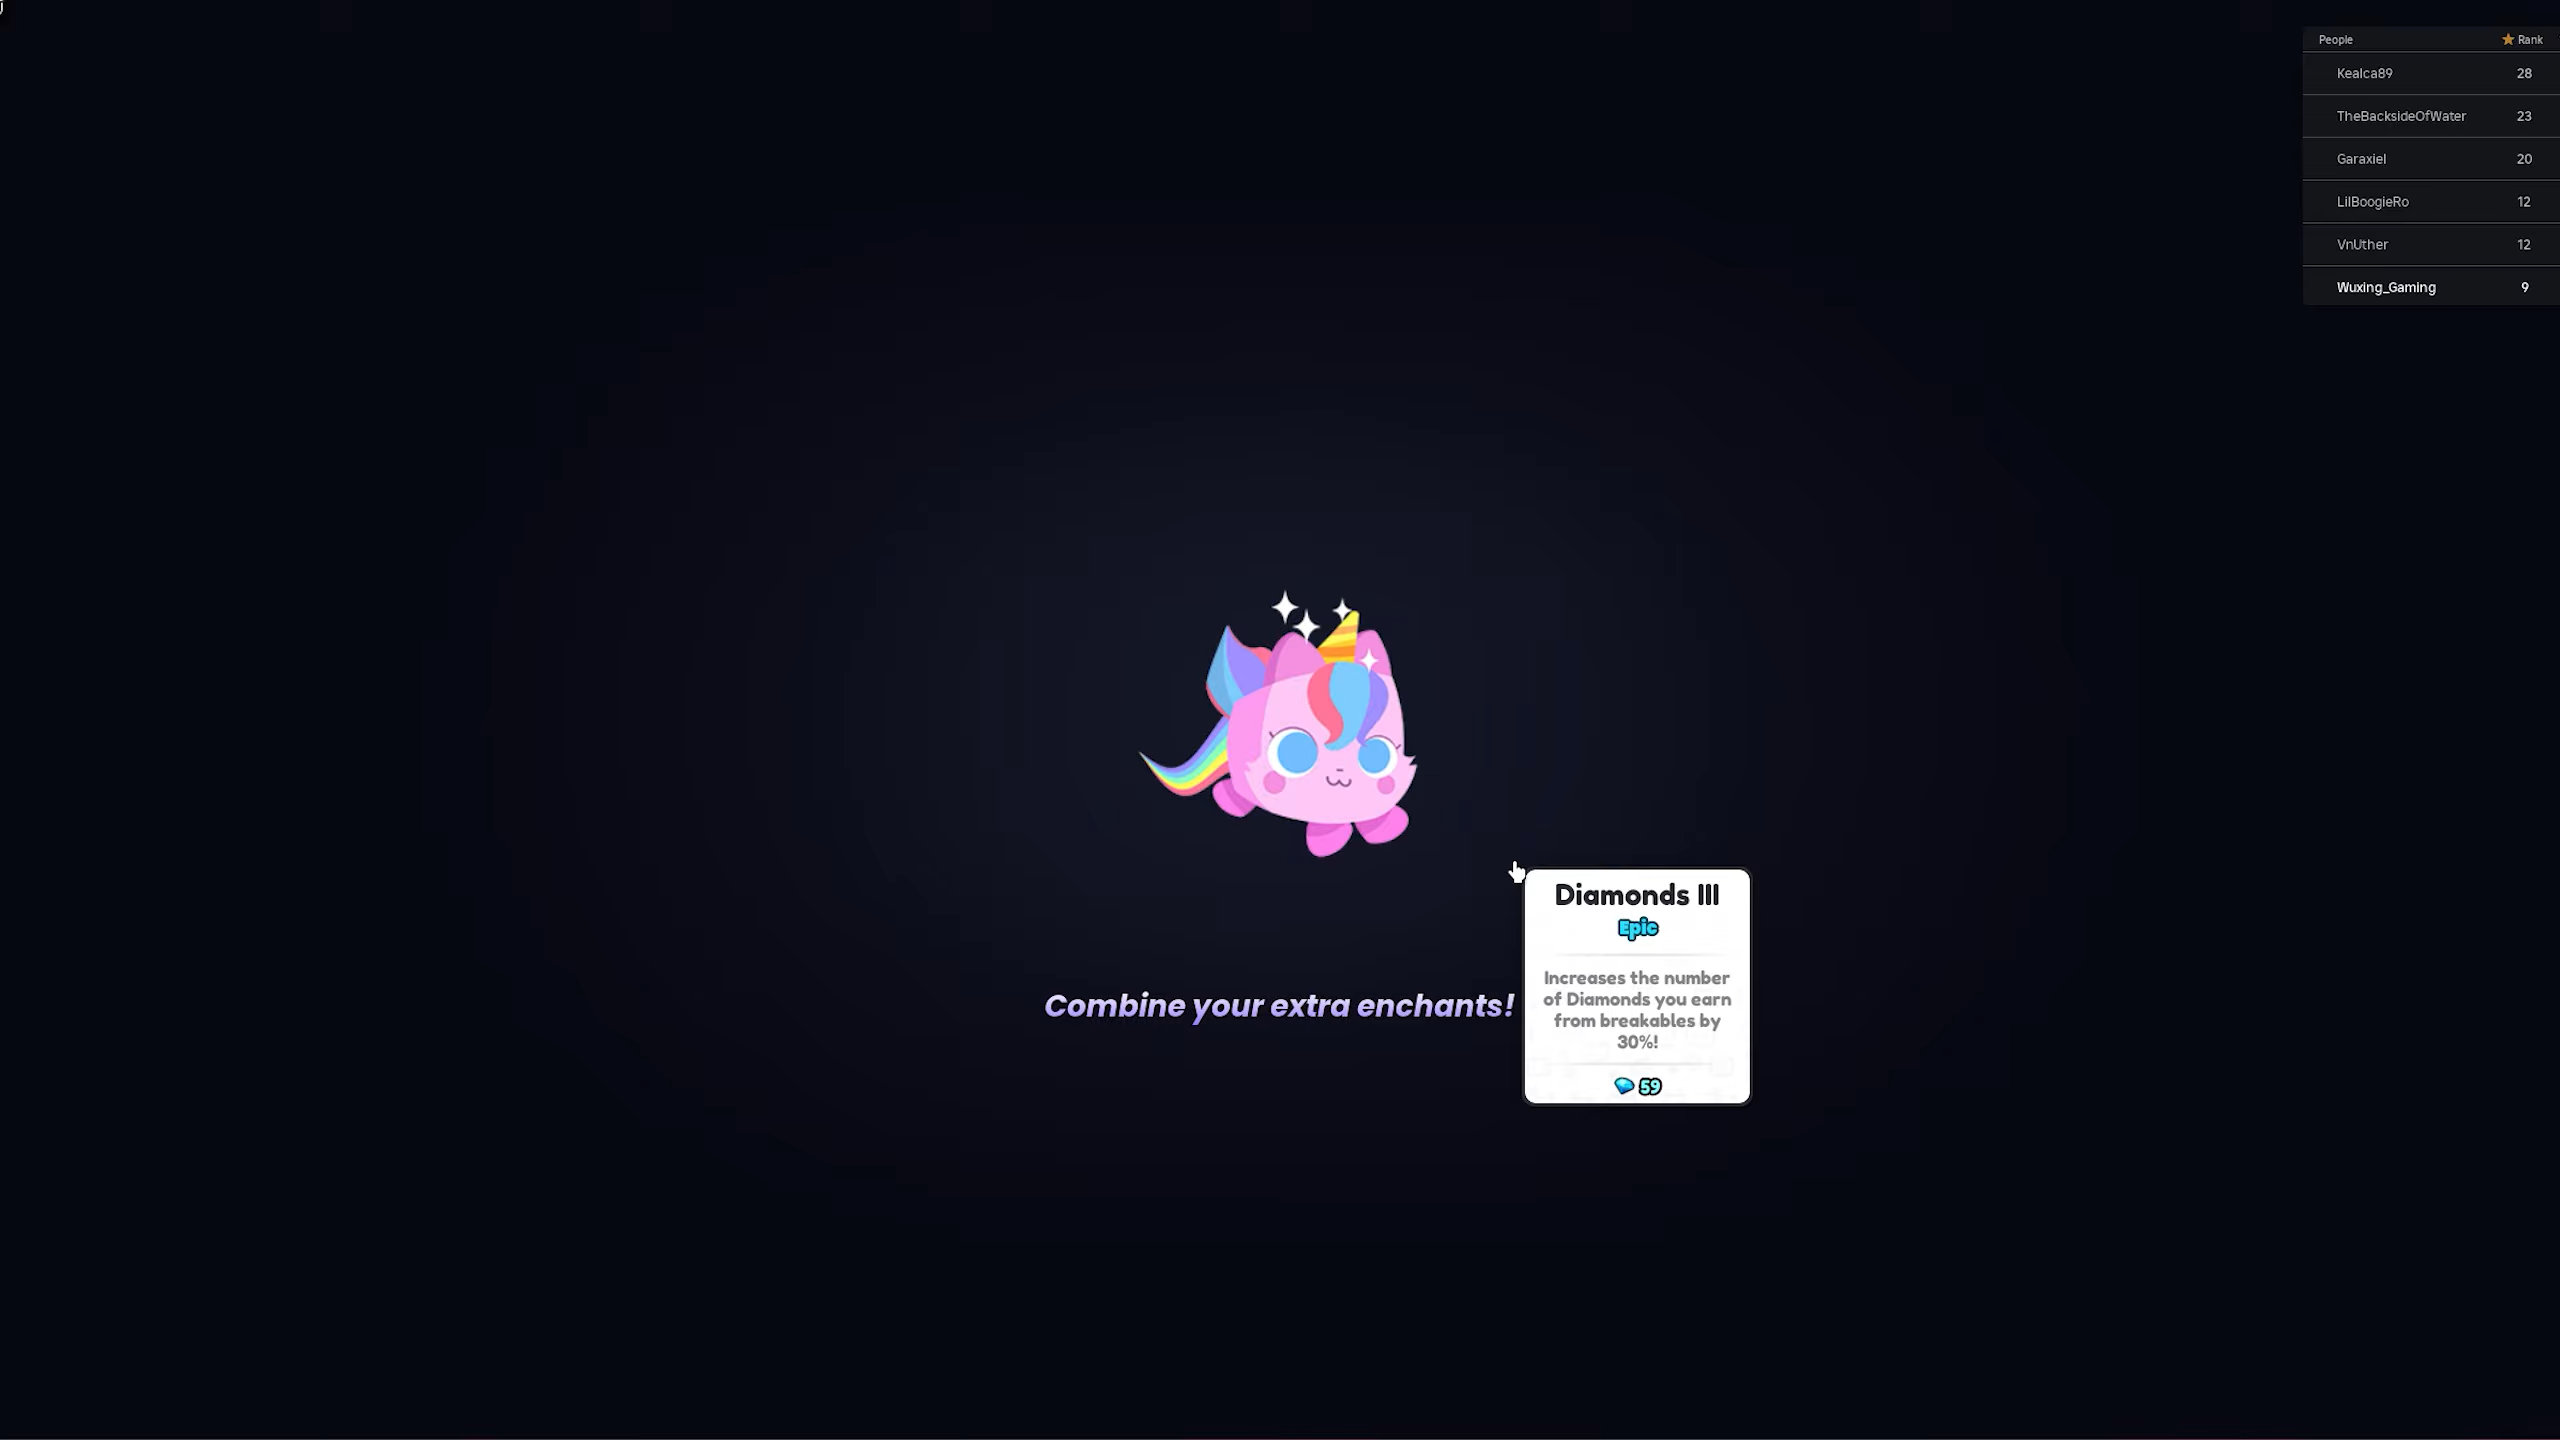 People Rank
Kealca89 28
TheBacksideOfWater 23
Garaxiel 20
LilBoogieRo 12
VnUther 12
Wuxing_Gaming 9
Diamonds III
Epic
Increases the number
of Diamonds you earn
from breakables by
30%!
59
Combine your extra enchants!